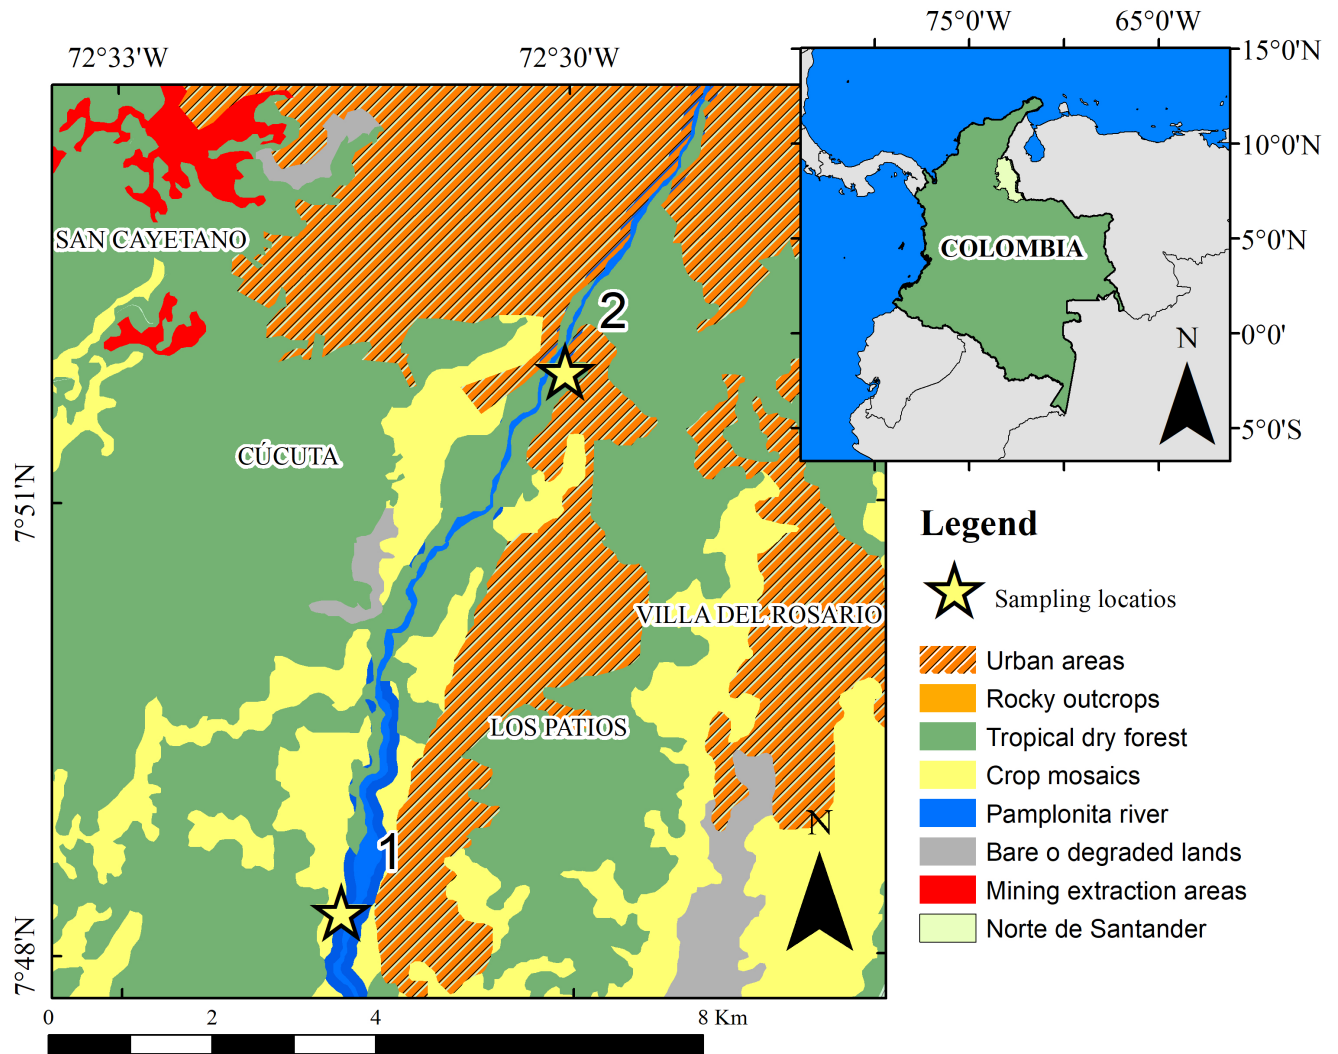 75°0'W
65°0'W
72°33'W
72°30'W
15°0'N
10°0'N
5°0'N
0°0'
5°0'S
COLOMBIA
N
SAN CAYETANO
2
CÚCUTA
7°51'N
VILLA DEL ROSARIO
LOS PATIOS
1
N
7°48'N
0
2
4
8 Km
Legend
Sampling locatios
Urban areas
Rocky outcrops
Tropical dry forest
Crop mosaics
Pamplonita river
Bare o degraded lands
Mining extraction areas
Norte de Santander